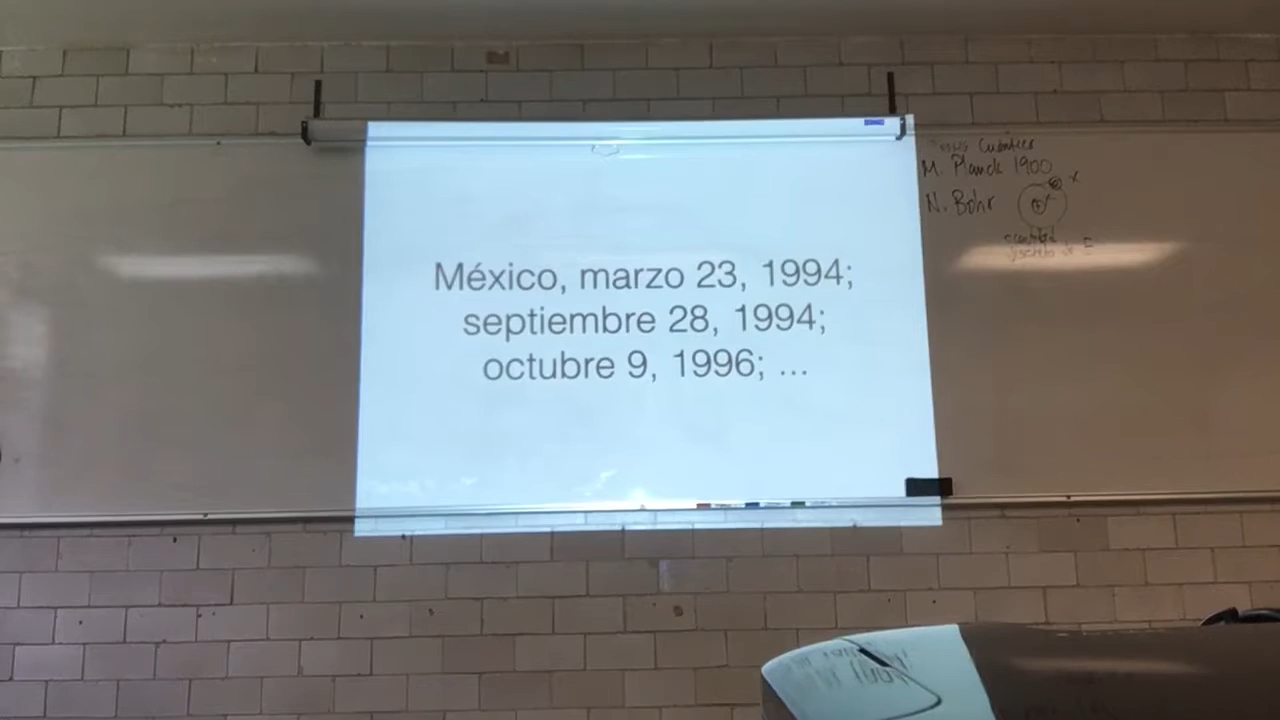 México, marzo 23, 1994;
septiembre 28, 1994;
octubre 9, 1996; ...
M. Planck 1900
N. Bohr